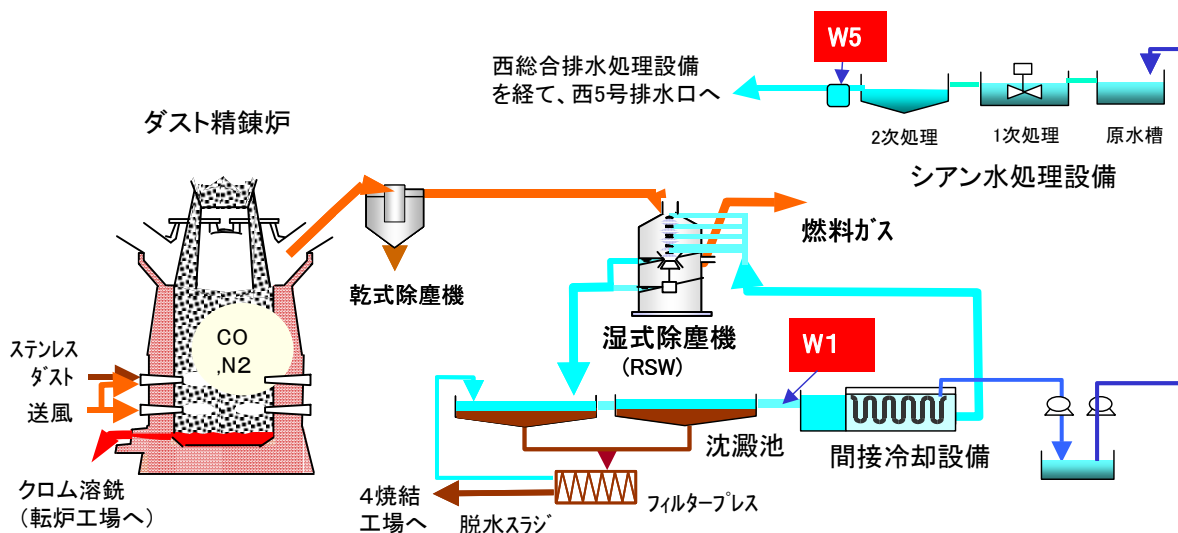 W5
西総合排水処理設備
を経て、西5号排水口へ
2次処理
1次処理
原水槽
シアン水処理設備
ダスト精錬炉
燃料ｶﾞｽ
乾式除塵機
湿式除塵機
(RSW)
CO
,N2
ｽﾃﾝﾚｽ
ﾀﾞｽﾄ
送風
W1
沈澱池
間接冷却設備
クロム溶銑
（転炉工場へ）
4焼結
工場へ
脱水ｽﾗｼﾞ
ﾌｨﾙﾀｰﾌﾟﾚｽ